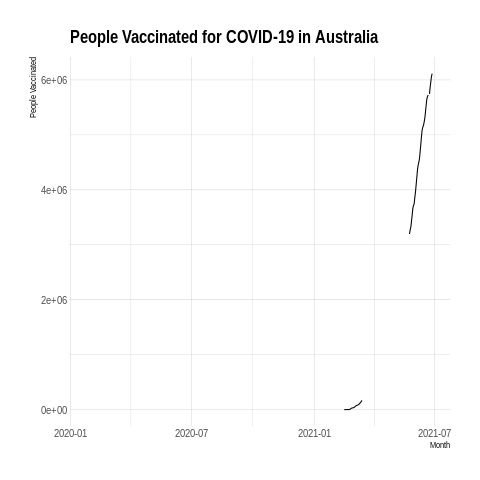 People Vaccinated for COVID-19 in Australia
People Vaccinated
6e+06
4e+06
2e+06
0e+00
2020-01
2020-07
2021-01
2021-07
Month